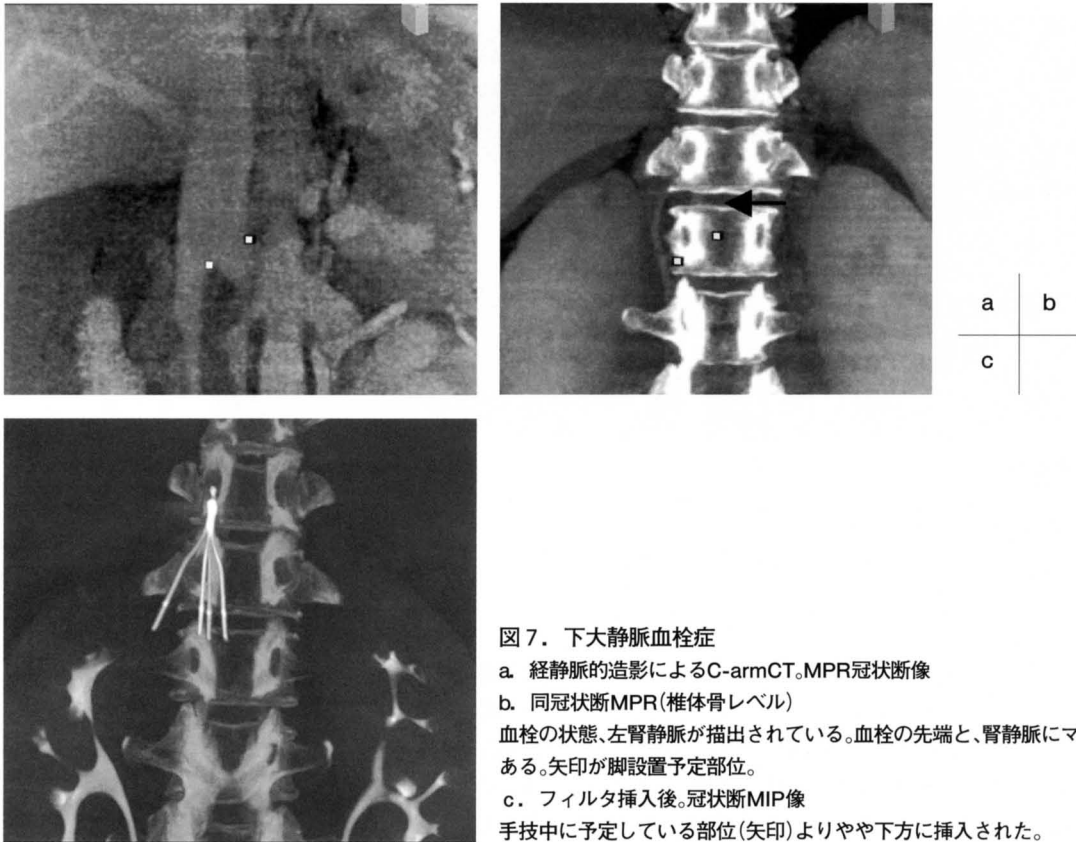 a b
c
図7．下大静脈血栓症
a. 経静脈的造影によるC-armCT。MPR冠状断像
b. 同冠状断MPR(椎体骨レベル)
血栓の状態、左腎静脈が描出されている。血栓の先端と、腎静脈にマ
ある。矢印が脚設置予定部位。
c. フィルタ挿入後。冠状断MIP像
手技中に予定している部位(矢印)よりやや下方に挿入された。